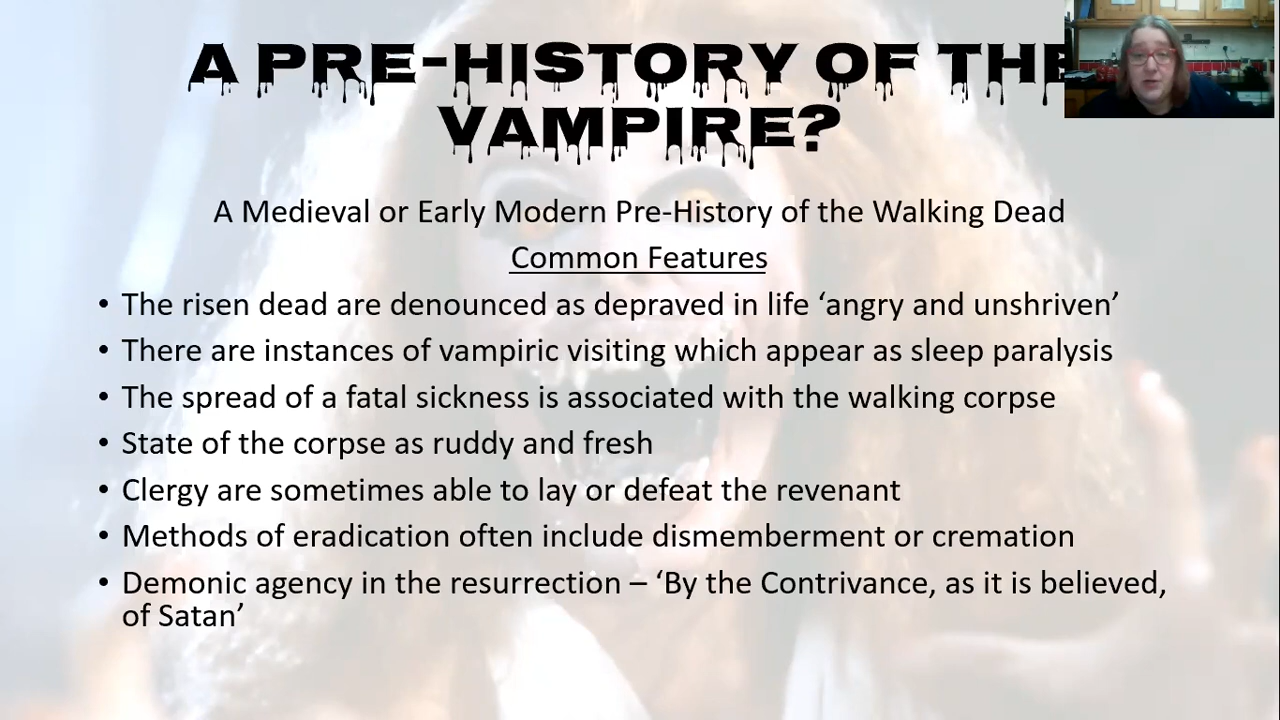 A PRE-HISTORY OF THE
VAMPIRE?
A Medieval or Early Modern Pre-History of the Walking Dead
Common Features
• The risen dead are denounced as depraved in life ‘angry and unshriven’
• There are instances of vampiric visiting which appear as sleep paralysis
• The spread of a fatal sickness is associated with the walking corpse
• State of the corpse as ruddy and fresh
• Clergy are sometimes able to lay or defeat the revenant
• Methods of eradication often include dismemberment or cremation
• Demonic agency in the resurrection – ‘By the Contrivance, as it is believed,
of Satan’